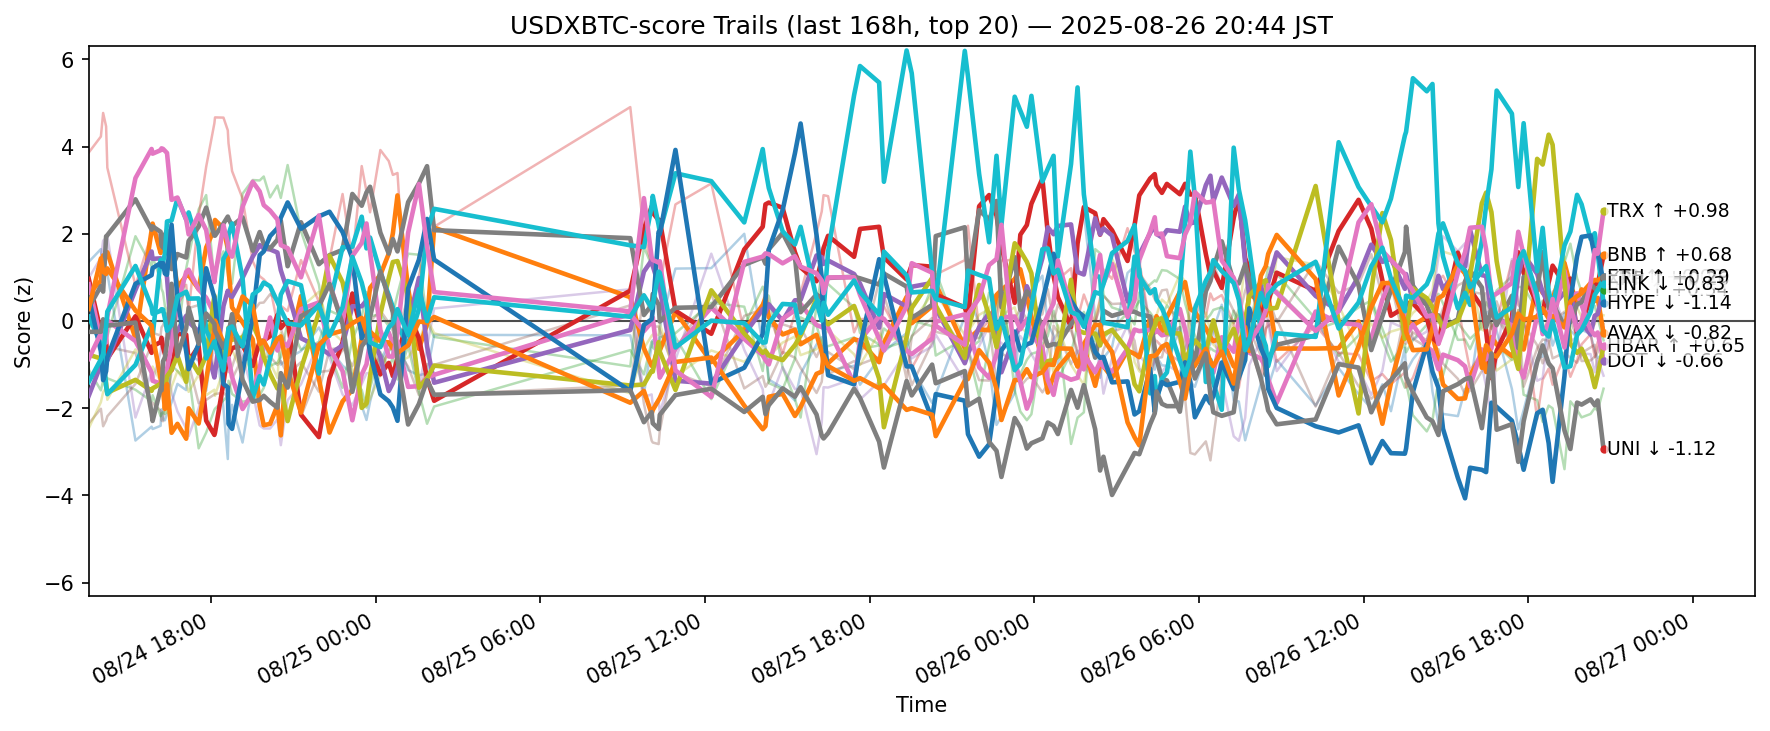 USDXBTC-score Trails (last 168h, top 20) — 2025-08-26 20:44 JST
Score (z)
6
4
2
0
−2
−4
−6
TRX ↑ +0.98
BNB ↑ +0.68
LINK ↓ -0.83
HYPE ↓ -1.14
AVAX ↓ -0.82
HBAR ↑ +0.65
DOT ↓ -0.66
UNI ↓ -1.12
08/24 18:00
08/25 00:00
08/25 06:00
08/25 12:00
08/25 18:00
08/26 00:00
08/26 06:00
08/26 12:00
08/26 18:00
08/27 00:00
Time